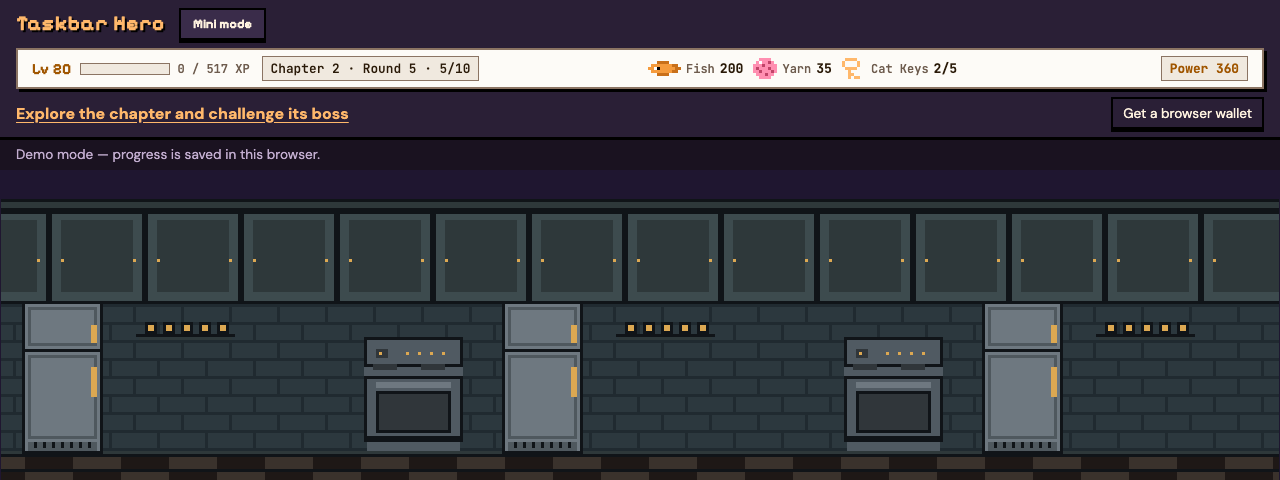 Taskbar Hero
Mini mode
Lv 20 0 / 517 XP Chapter 2 · Round 5 · 5/10 Fish 200 Yarn 35 Cat Keys 2/5 Power 360
Explore the chapter and challenge its boss
Get a browser wallet
Demo mode — progress is saved in this browser.